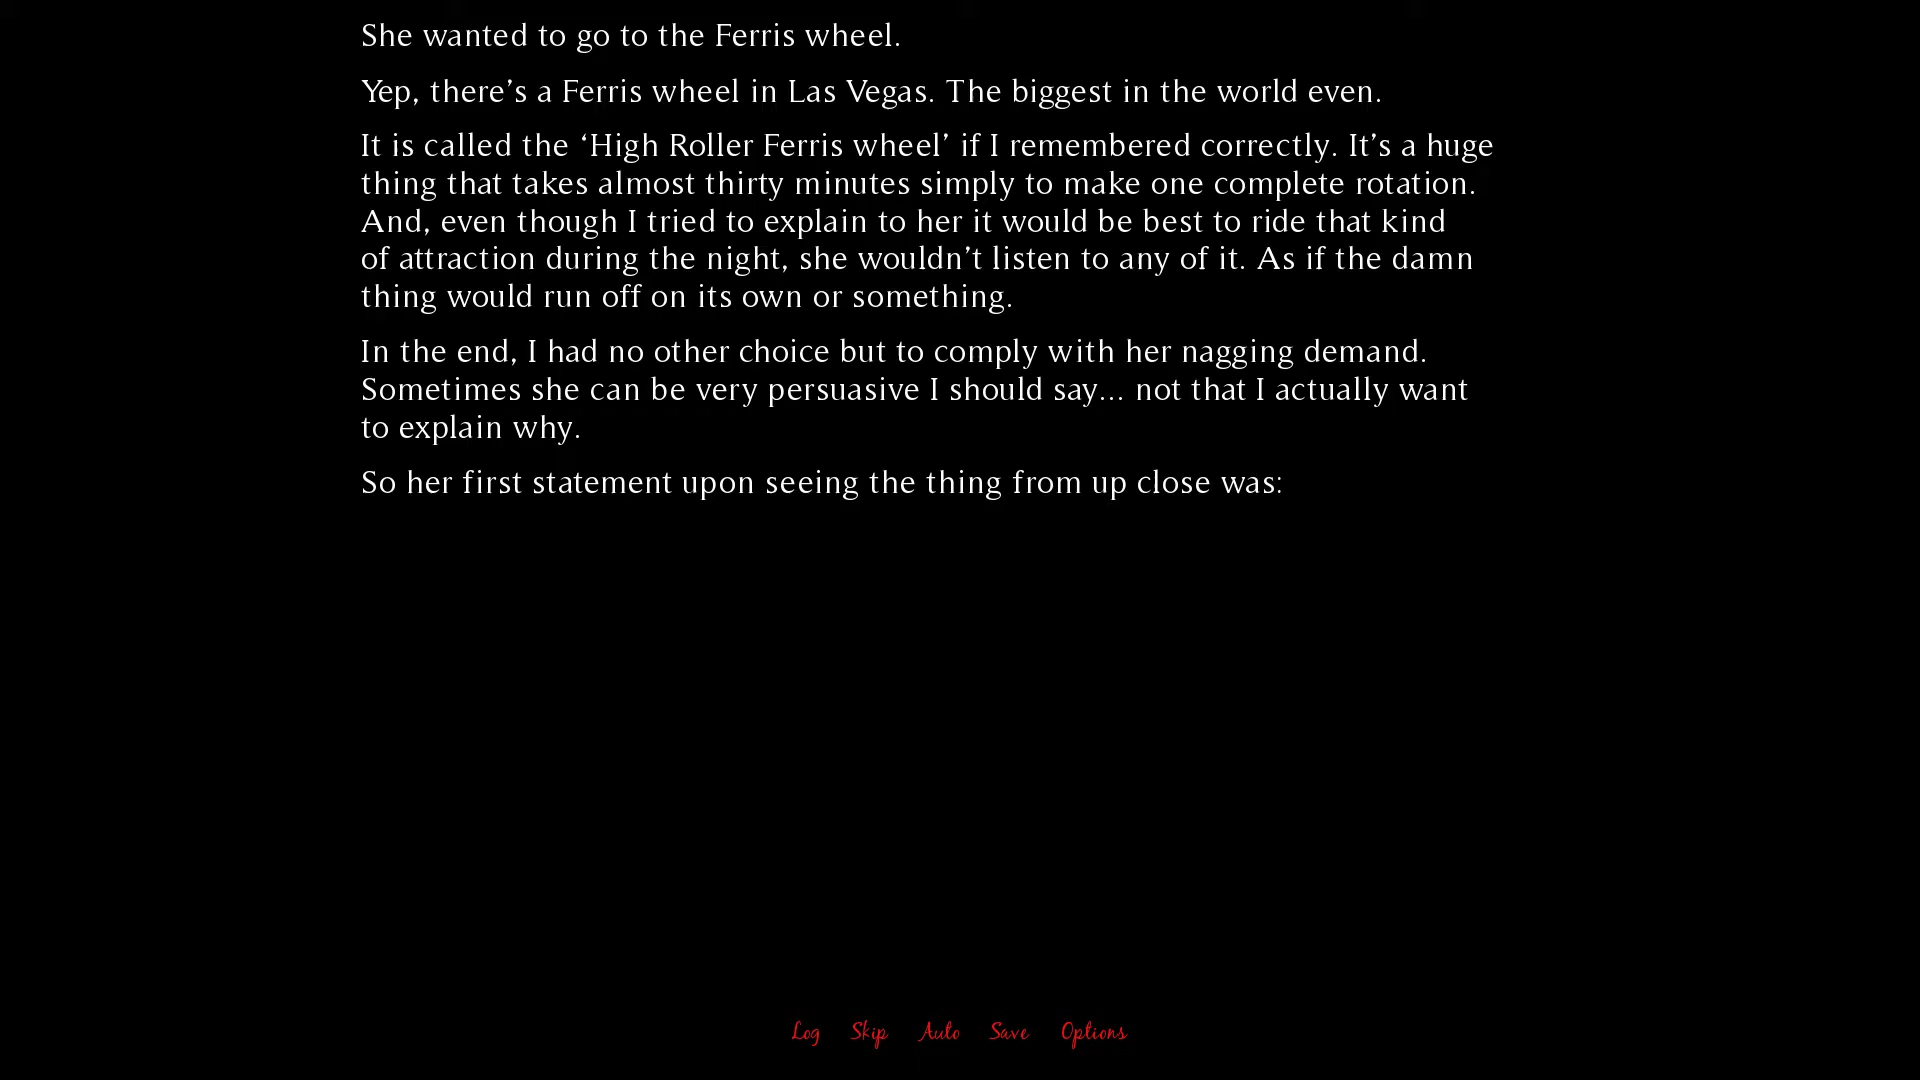 She wanted to go to the Ferris wheel.
Yep, there’s a Ferris wheel in Las Vegas. The biggest in the world even.
It is called the ‘High Roller Ferris wheel’ if I remembered correctly. It’s a huge
thing that takes almost thirty minutes simply to make one complete rotation.
And, even though I tried to explain to her it would be best to ride that kind
of attraction during the night, she wouldn’t listen to any of it. As if the damn
thing would run off on its own or something.
In the end, I had no other choice but to comply with her nagging demand.
Sometimes she can be very persuasive I should say... not that I actually want
to explain why.
So her first statement upon seeing the thing from up close was:
Log Skip Auto Save Options